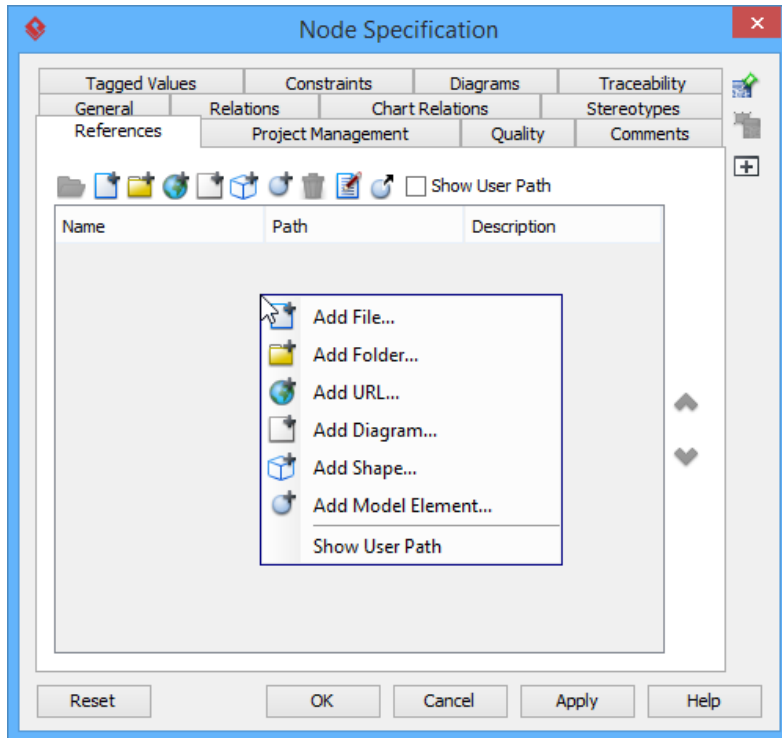 Node Specification
Tagged Values Constraints Diagrams Traceability
General Relations Chart Relations Stereotypes
References Project Management Quality Comments
Show User Path
Name Path Description
Add File...
Add Folder...
Add URL...
Add Diagram...
Add Shape...
Add Model Element...
Show User Path
Reset OK Cancel Apply Help